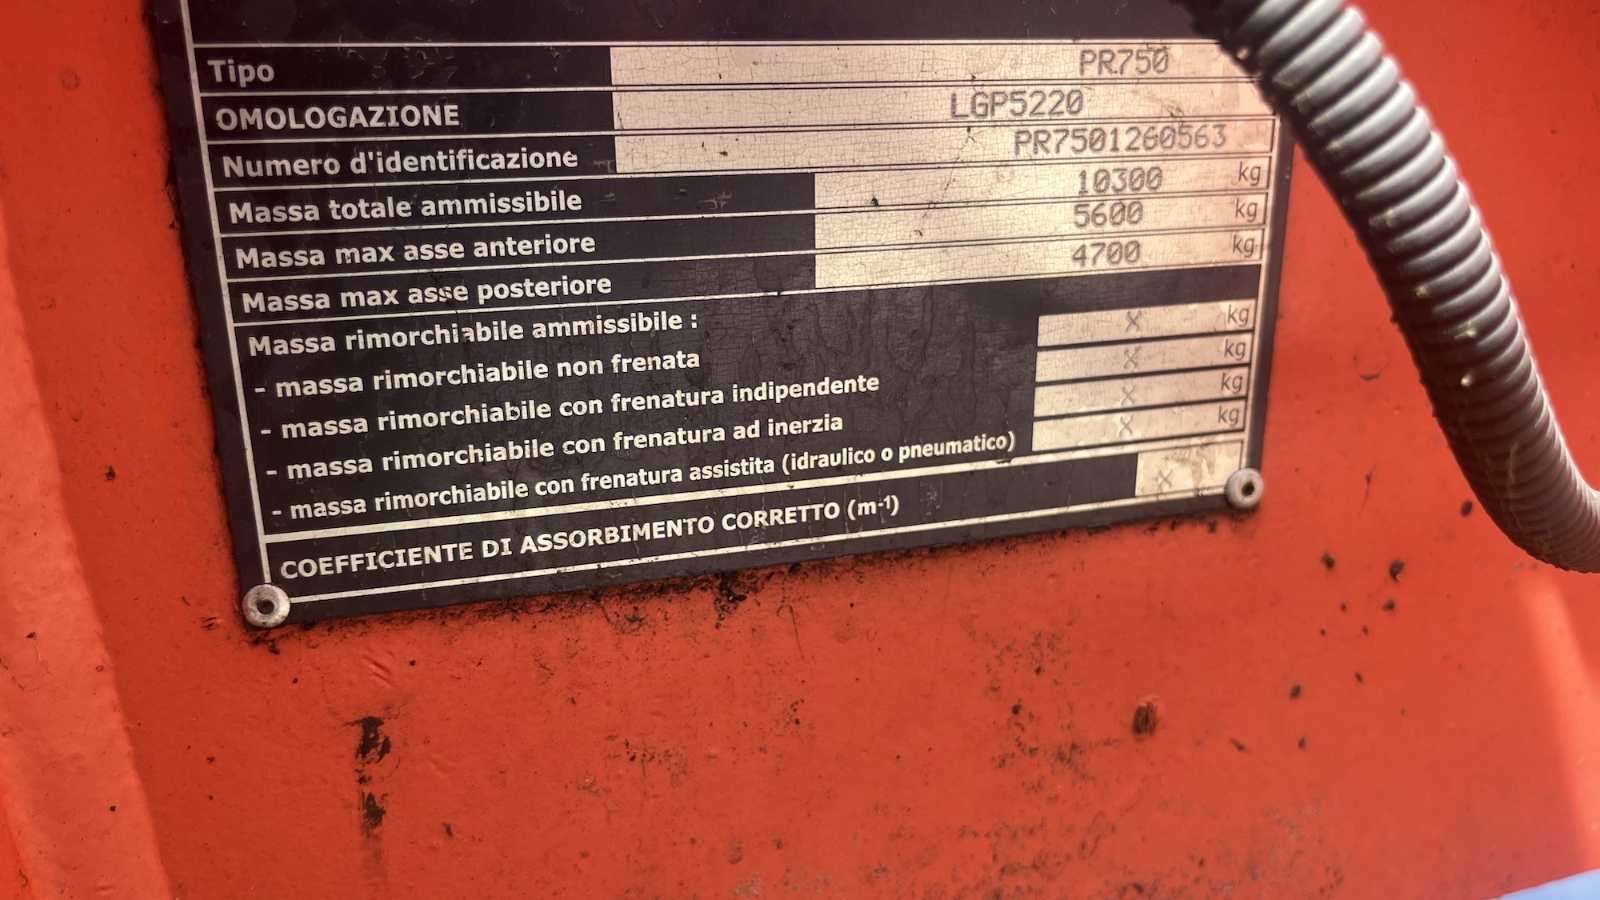 Tipo PR750
OMOLOGAZIONE LGP5220
Numero d'identificazione PR7501260563
Massa totale ammissibile 10300 kg
Massa max asse anteriore 5600 kg
Massa max asse posteriore 4700 kg
Massa rimorchiabile ammissibile :
- massa rimorchiabile non frenata X kg
- massa rimorchiabile con frenatura indipendente X kg
- massa rimorchiabile con frenatura ad inerzia X kg
- massa rimorchiabile con frenatura assistita (idraulico o pneumatico) X kg
COEFFICIENTE DI ASSORBIMENTO CORRETTO (m-1) X